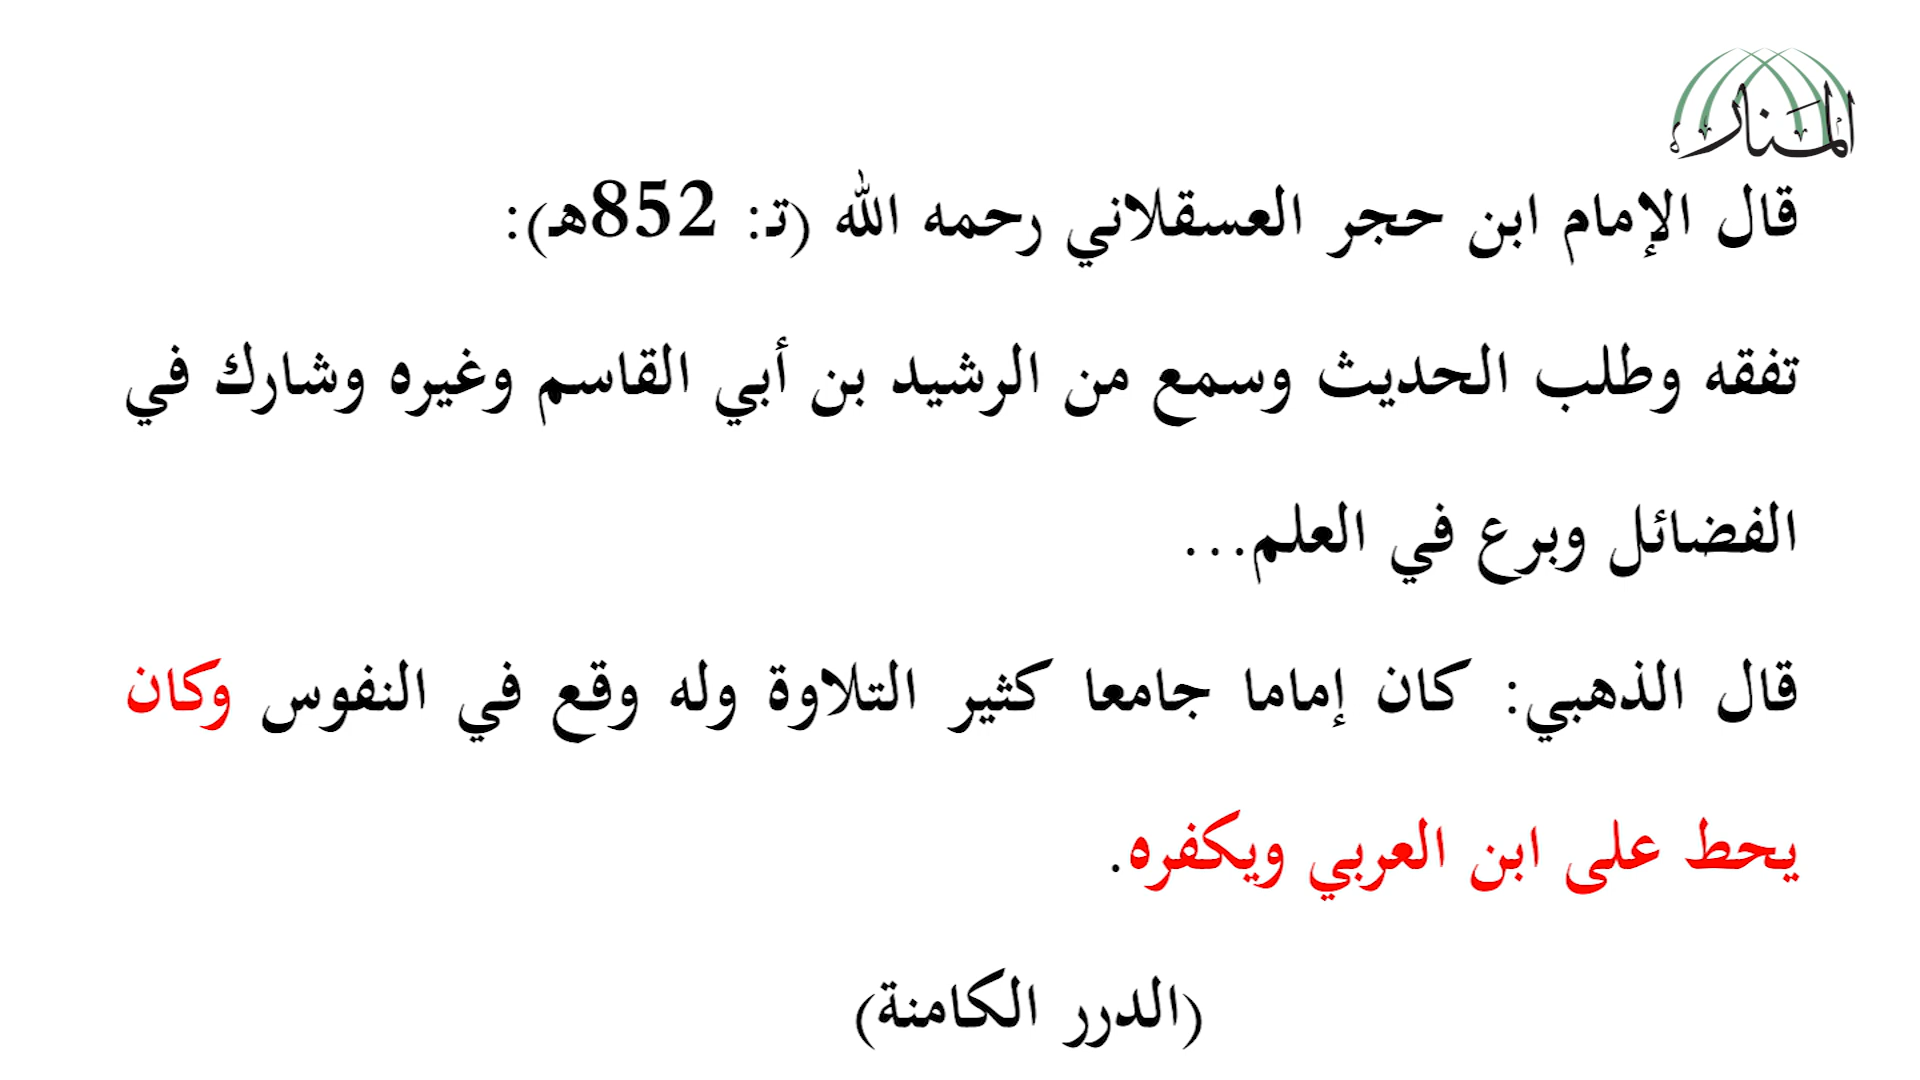 المنار
قال الإمام ابن حجر العسقلاني رحمه الله (تـ: 852هـ):
تفقه وطلب الحديث وسمع من الرشيد بن أبي القاسم وغيره وشارك في
الفضائل وبرع في العلم...
قال الذهبي: كان إماما جامعا كثير التلاوة وله وقع في النفوس وكان
يحط على ابن العربي ويكفره.
(الدرر الكامنة)